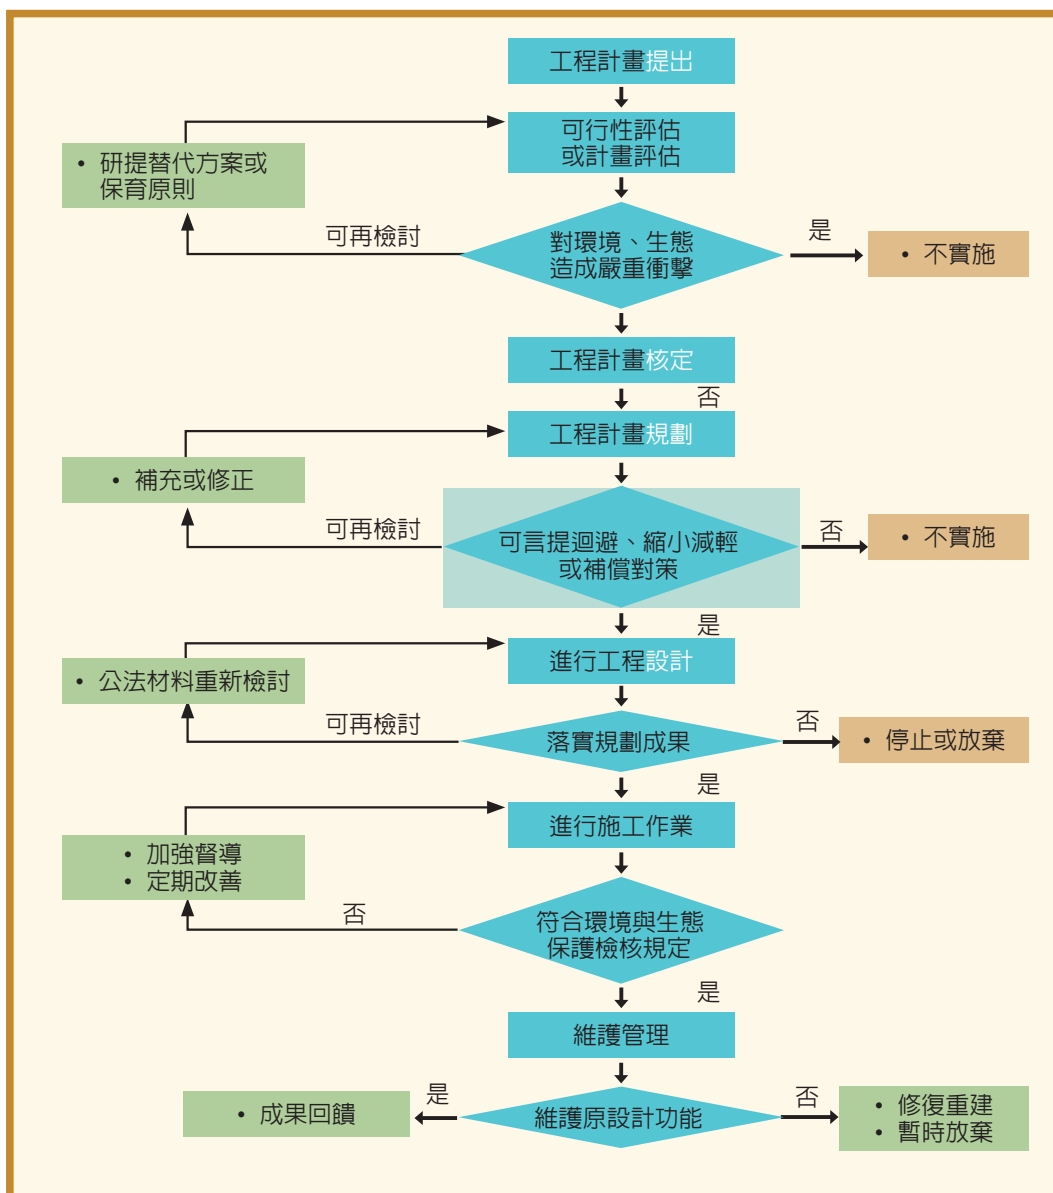 工程計畫提出
可行性評估
或計畫評估
• 研提替代方案或
保育原則
可再檢討
對環境、生態
造成嚴重衝擊
是
• 不實施
工程計畫核定
否
工程計畫規劃
• 補充或修正
可再檢討
可言提迴避、縮小減輕
或補償對策
否
• 不實施
是
進行工程設計
• 公法材料重新檢討
可再檢討
落實規劃成果
否
• 停止或放棄
是
進行施工作業
• 加強督導
• 定期改善
否
符合環境與生態
保護檢核規定
是
維護管理
• 成果回饋
是
維護原設計功能
否
• 修復重建
• 暫時放棄